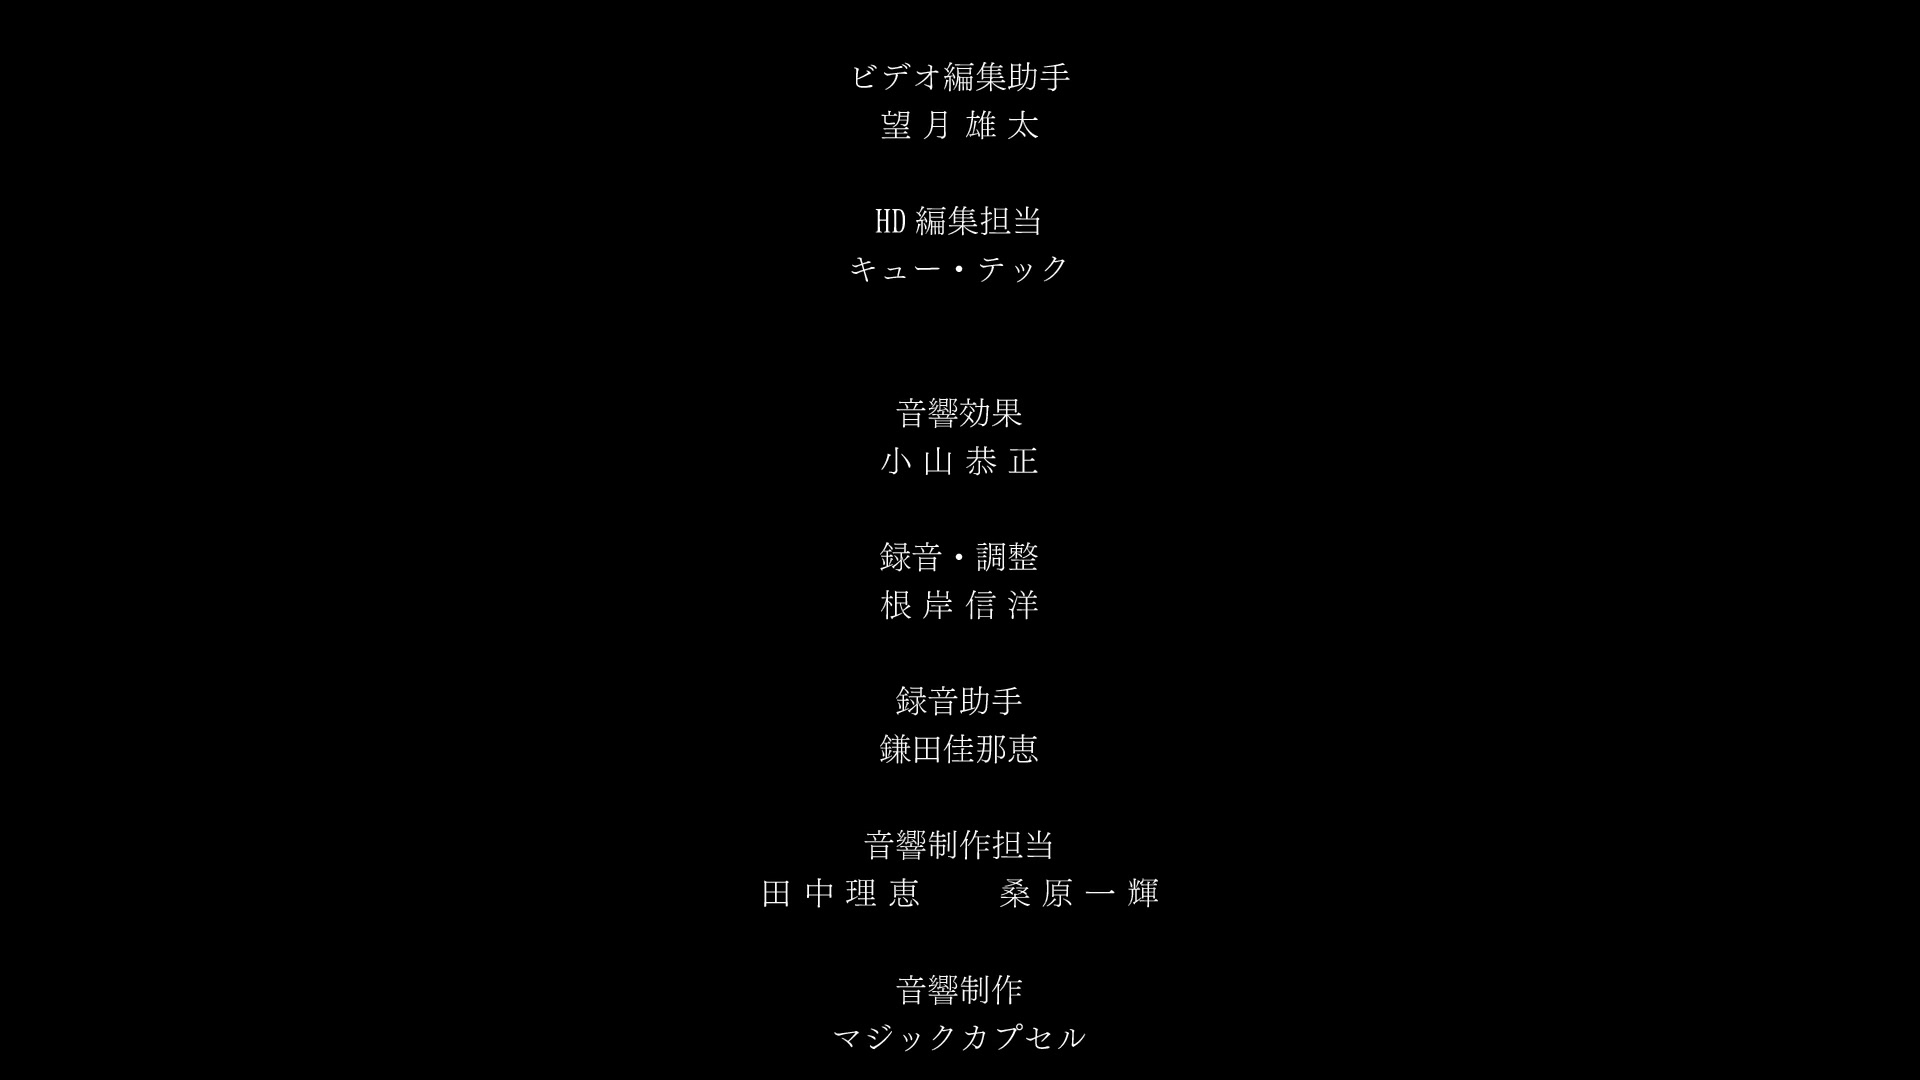 ビデオ編集助手
望月雄太
HD編集担当
キュー・テック
音響効果
小山恭正
録音・調整
根岸信洋
録音助手
鎌田佳那恵
音響制作担当
田中理恵　桑原一輝
音響制作
マジックカプセル